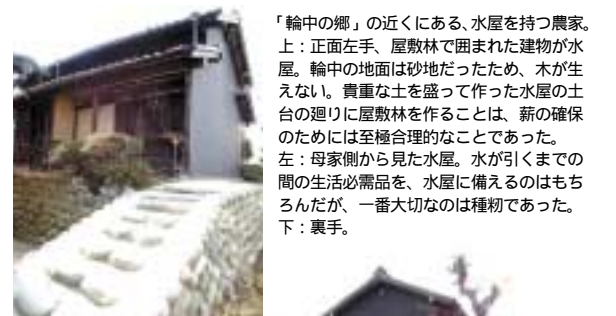 「輪中の郷」の近くにある、水屋を持つ農家。
上：正面左手、屋敷林で囲まれた建物が水
屋。輪中の地面は砂地だったため、木が生
えない。貴重な土を盛って作った水屋の土
台の廻りに屋敷林を作ることは、薪の確保
のためには至極合理的なことであった。
左：母家側から見た水屋。水が引くまでの
間の生活必需品を、水屋に備えるのはもち
ろんだが、一番大切なのは種籾であった。
下：裏手。